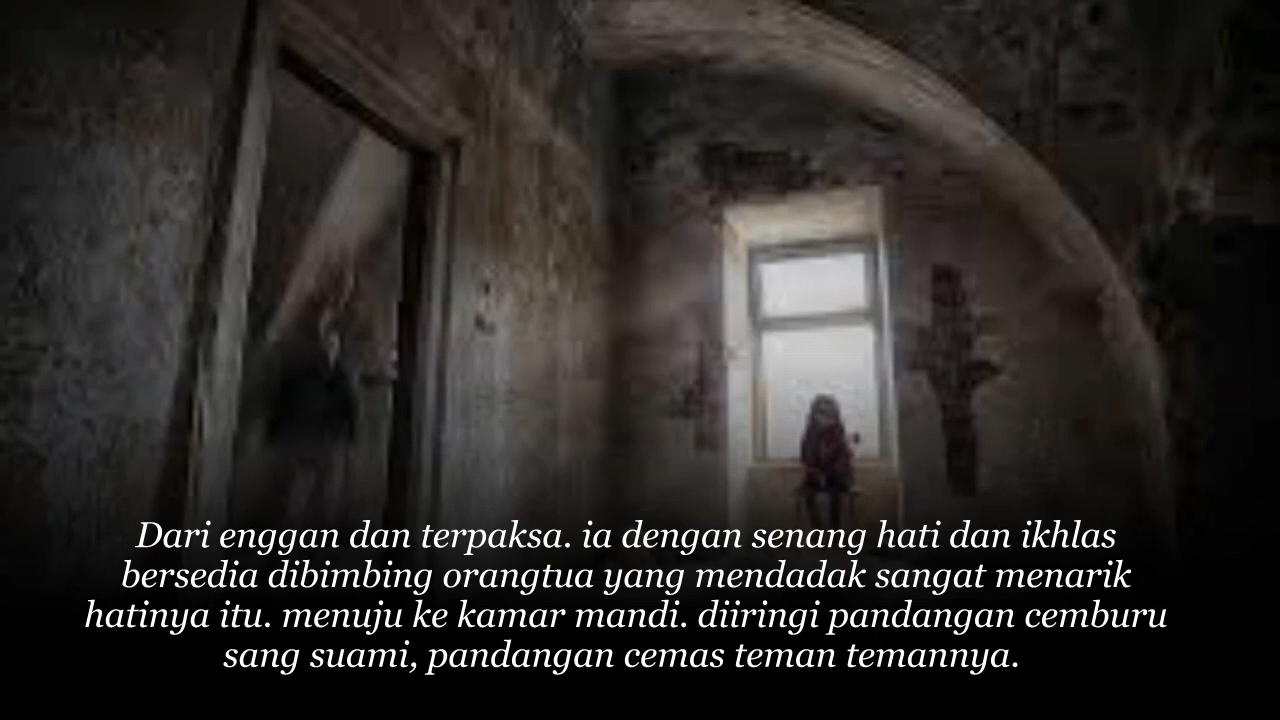 Dari enggan dan terpaksa. ia dengan senang hati dan ikhlas
bersedia dibimbing orangtua yang mendadak sangat menarik
hatinya itu. menuju ke kamar mandi. diiringi pandangan cemburu
sang suami, pandangan cemas teman temannya.